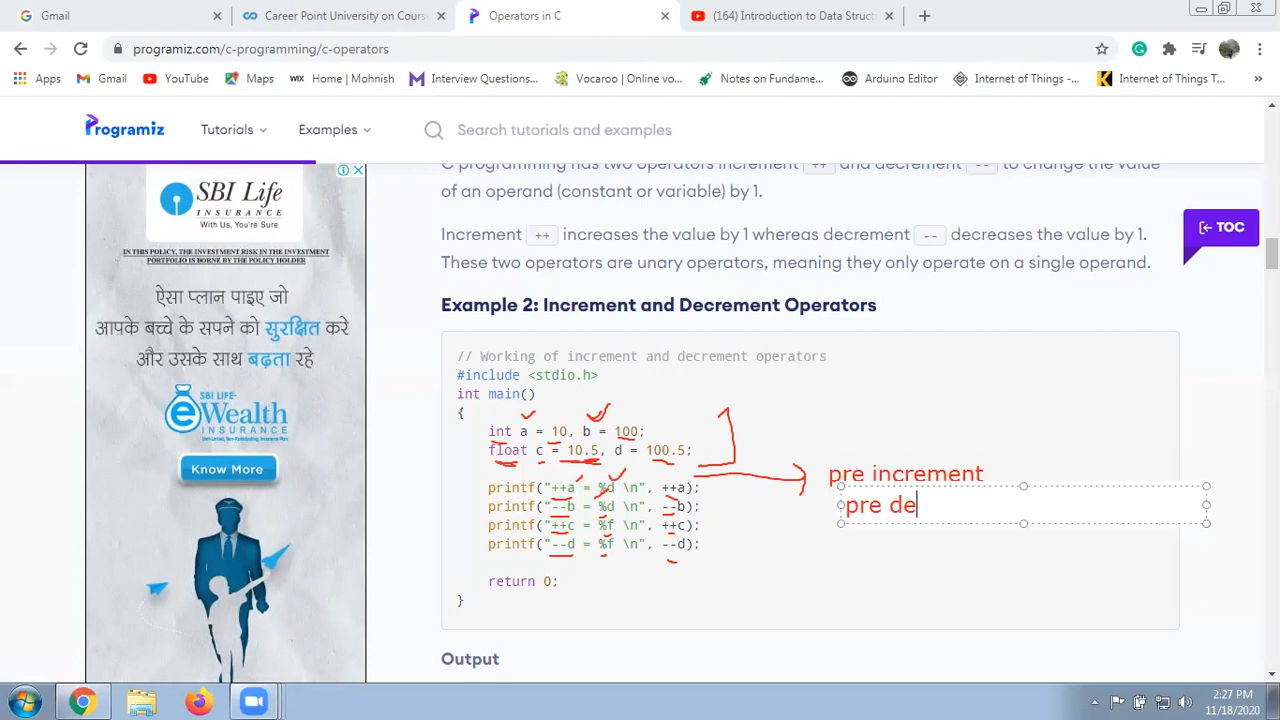 Gmail
Career Point University on Cours
Operators in C
(164) Introduction to Data Struct
programiz.com/c-programming/c-operators
Apps
Gmail
YouTube
Maps
WIX Home | Mohnish
Interview Questions...
Vocaroo | Online vo...
Notes on Fundame...
Arduino Editor
Internet of Things -...
Internet of Things T...
Programiz
Tutorials
Examples
Search tutorials and examples
C programming has two operators increment ++ and decrement -- to change the value
of an operand (constant or variable) by 1.
Increment ++ increases the value by 1 whereas decrement -- decreases the value by 1.
These two operators are unary operators, meaning they only operate on a single operand.
TOC
Example 2: Increment and Decrement Operators
// Working of increment and decrement operators
#include <stdio.h>
int main()
{
int a = 10, b = 100;
float c = 10.5, d = 100.5;
printf("++a = %d \n", ++a);
printf("--b = %d \n", --b);
printf("++c = %f \n", ++c);
printf("--d = %f \n", --d);
return 0;
}
pre increment
pre de
Output
SBI Life
INSURANCE
With Us, You're Sure
IN THIS POLICY, THE INVESTMENT RISK IN THE INVESTMENT
PORTFOLIO IS BORNE BY THE POLICY HOLDER
ऐसा प्लान पाइए जो
आपके बच्चे के सपने को सुरक्षित करे
और उसके साथ बढ़ता रहे
SBI LIFE-
eWealth
INSURANCE
Know More
2:27 PM
11/18/2020